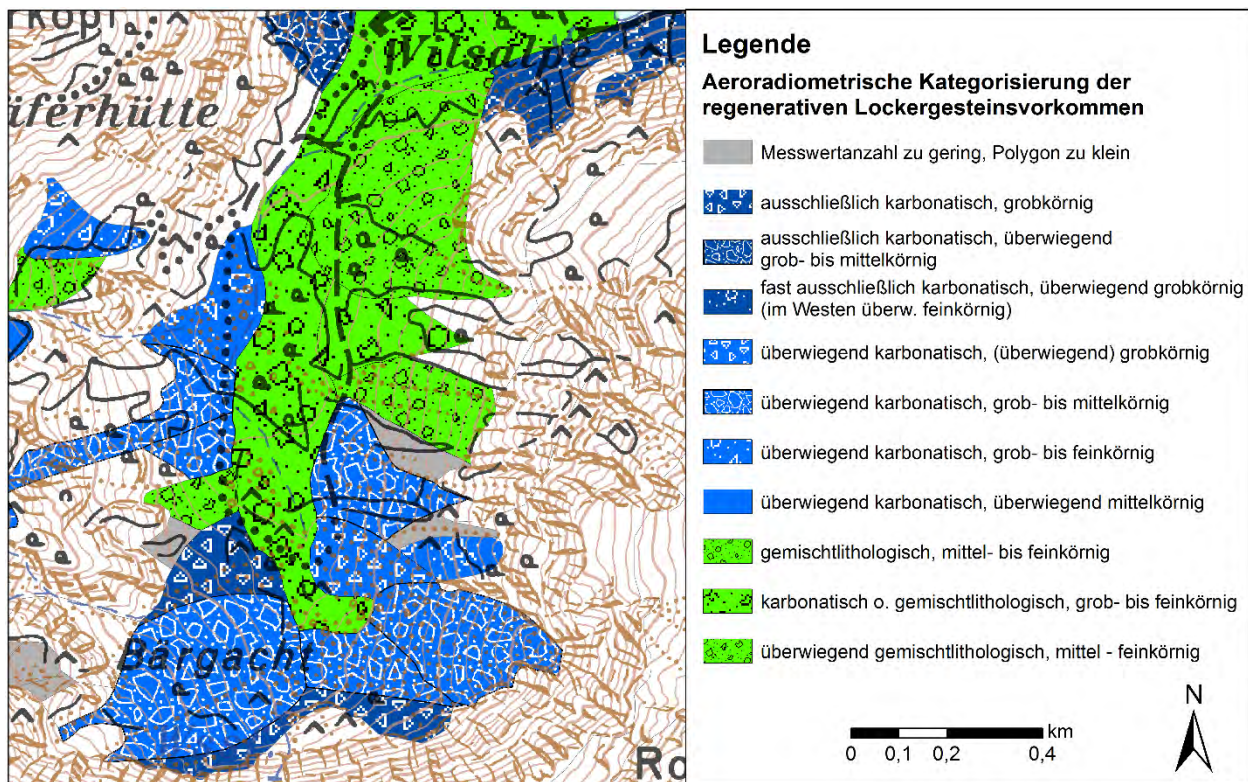 kopf
Wilsalpe
iferhütte
Bärgacht
Ro
Legende
Aeroradiometrische Kategorisierung der
regenerativen Lockergesteinsvorkommen
Messwertanzahl zu gering, Polygon zu klein
ausschließlich karbonatisch, grobkörnig
ausschließlich karbonatisch, überwiegend
grob- bis mittelkörnig
fast ausschließlich karbonatisch, überwiegend grobkörnig
(im Westen überw. feinkörnig)
überwiegend karbonatisch, (überwiegend) grobkörnig
überwiegend karbonatisch, grob- bis mittelkörnig
überwiegend karbonatisch, grob- bis feinkörnig
überwiegend karbonatisch, überwiegend mittelkörnig
gemischtlithologisch, mittel- bis feinkörnig
karbonatisch o. gemischtlithologisch, grob- bis feinkörnig
überwiegend gemischtlithologisch, mittel - feinkörnig
N
km
0 0,1 0,2 0,4